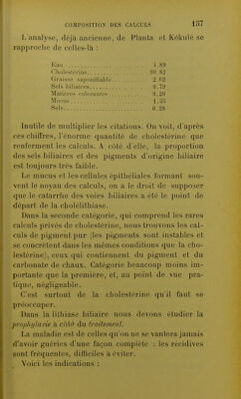 COMPOSITION DES CALCULS 157
L'analyse, déjà ancienne, de Planta et Kékulé se
rapproche de celles-là :
Eau 4.89
Cholestérine 90.82
Graisse saponifiable 2.02
Sels biliaires 0.79
Matières colorantes 0.20
Mucus 1.35
Sels 0.28
Inutile de multiplier les citations. On voit, d'après
ces chiffres, l'énorme quantité de cholestérine que
renferment les calculs. A côté d'elle, la proportion
des sels biliaires et des pigments d'origine biliaire
est toujours très faible.
Le mucus et les cellules épithéliales formant sou-
vent le noyau des calculs, on a le droit de supposer
que le catarrhe des voies biliaires a été le point de
départ de la cholélithiase.
Dans la seconde catégorie, qui comprend les rares
calculs privés de cholestérine, nous trouvons les cal-
culs de pigment pur (les pigments sont instables et
se concrètent dans les mêmes conditions que la cho-
lestérine), ceux qui contiennent du pigment et du
carbonate de chaux. Catégorie beaucoup moins im-
portante que la première, et, au point de vue pra-
tique, négligeable.
C'est surtout de la cholestérine qu'il faut se
préoccuper.
Dans la lithiase biliaire nous devons étudier la
prophylaxie à côté du traitement.
La maladie est de celles qu'on ne se vantera jamais
d'avoir guéries d'une façon complète : les récidives
sont fréquentes, difficiles à éviter.
Voici les indications :